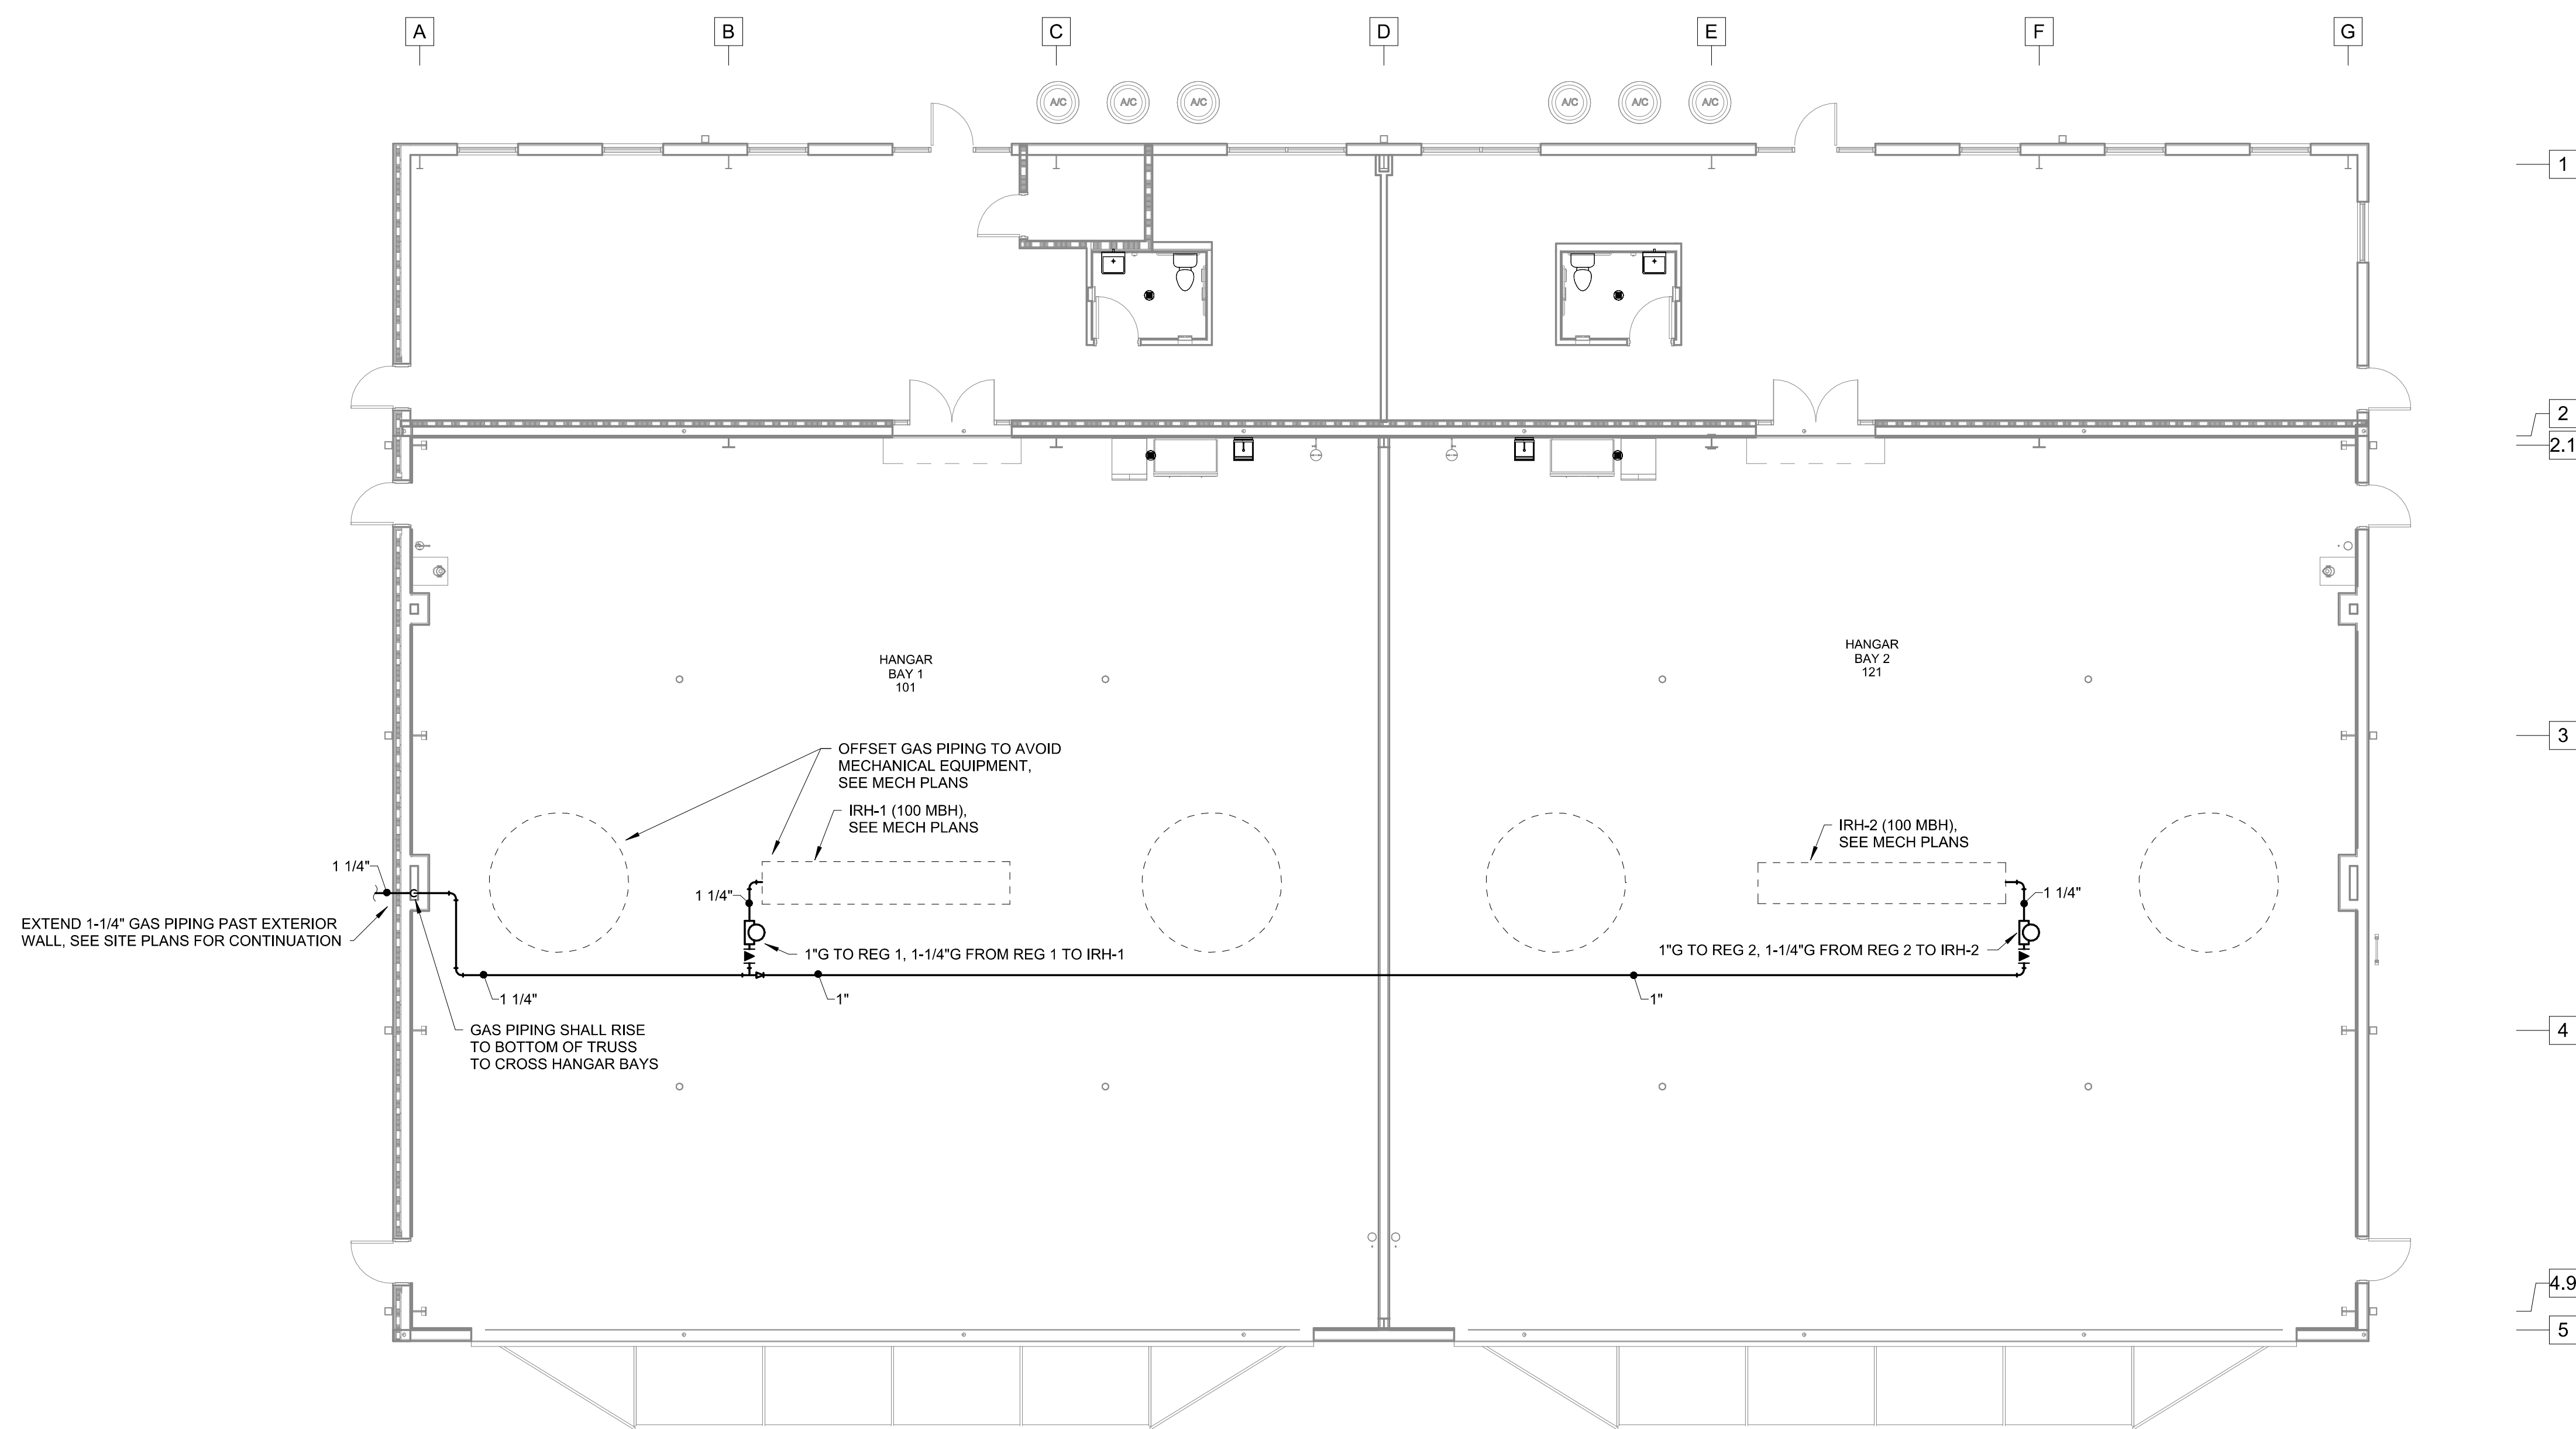 A
B
C
D
E
F
G
A/C
A/C
A/C
A/C
A/C
A/C
1
2
2.1
HANGAR
BAY 1
101
HANGAR
BAY 2
121
3
OFFSET GAS PIPING TO AVOID
MECHANICAL EQUIPMENT,
SEE MECH PLANS
IRH-1 (100 MBH),
SEE MECH PLANS
IRH-2 (100 MBH),
SEE MECH PLANS
1 1/4"
1 1/4"
1 1/4"
EXTEND 1-1/4" GAS PIPING PAST EXTERIOR
WALL, SEE SITE PLANS FOR CONTINUATION
1"G TO REG 1, 1-1/4"G FROM REG 1 TO IRH-1
1"G TO REG 2, 1-1/4"G FROM REG 2 TO IRH-2
1 1/4"
1"
1"
GAS PIPING SHALL RISE
TO BOTTOM OF TRUSS
TO CROSS HANGAR BAYS
4
4.9
5